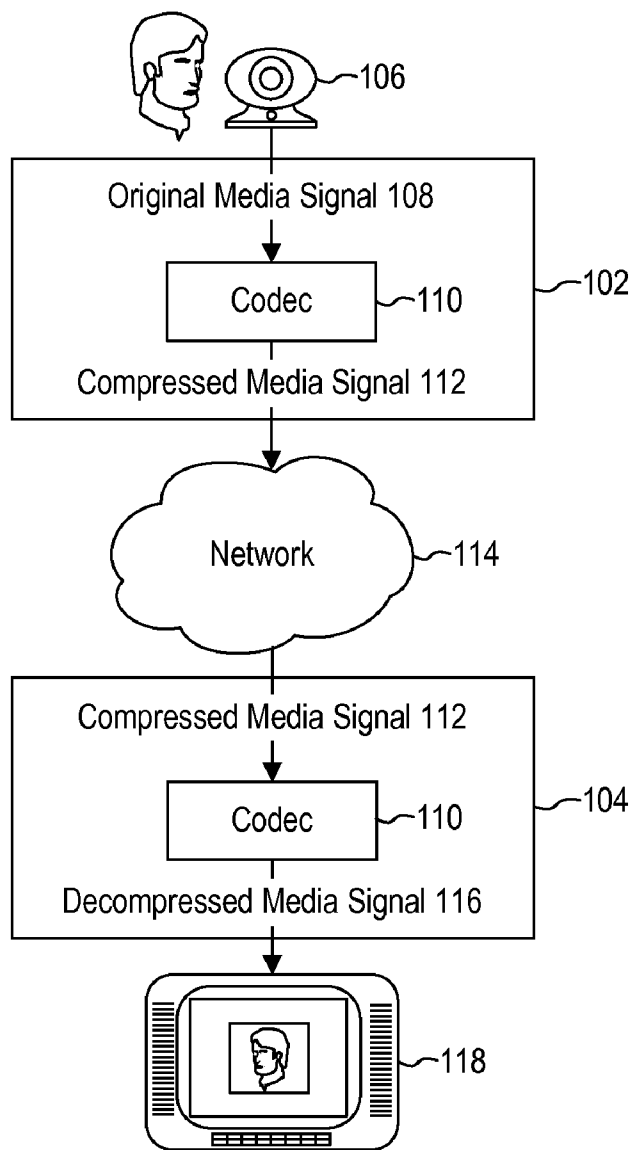 106
Original Media Signal 108
Codec
110
102
Compressed Media Signal 112
Network
114
Compressed Media Signal 112
Codec
110
104
Decompressed Media Signal 116
118